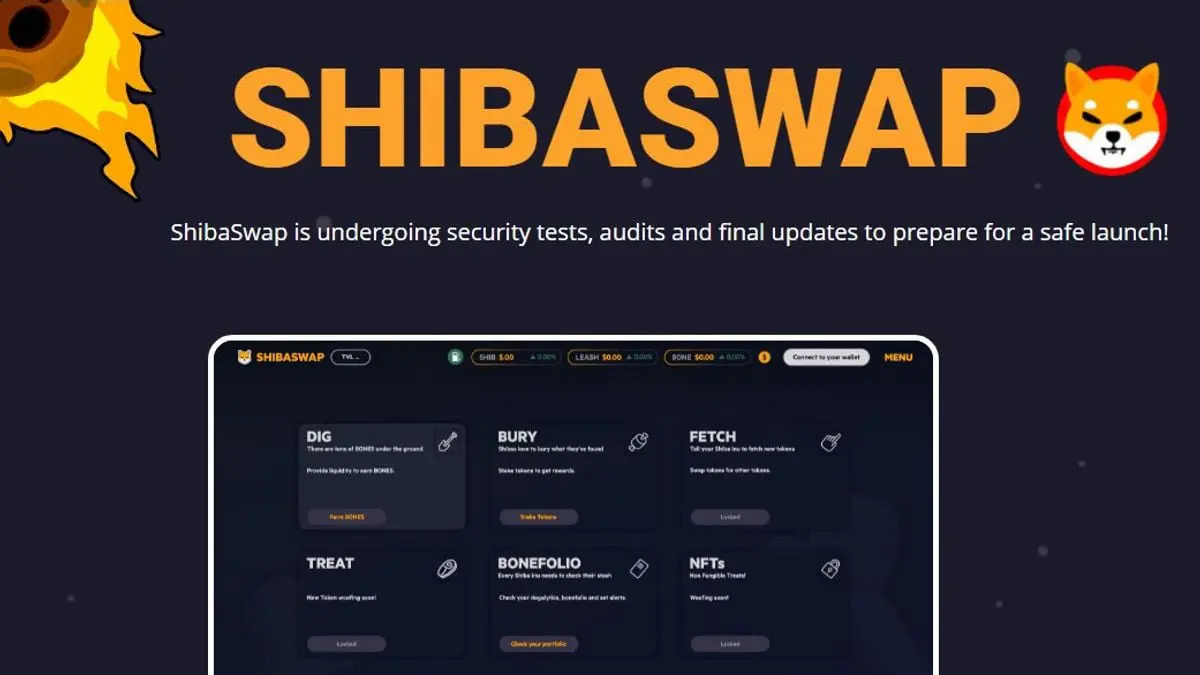 SHIBASWAP
ShibaSwap is undergoing security tests, audits and final updates to prepare for a safe launch!
SHIBASWAP TVL ... SHIB $.00 ▲ 0.00% LEASH $0.00 ▲ 0.00% BONE $0.00 ▲ 0.00% $ Connect to your wallet MENU
DIG
There are tons of BONES under the ground
Provide liquidity to earn BONES.
Farm BONES
BURY
Shibas love to bury what they've found
Stake tokens to get rewards.
Stake Tokens
FETCH
Tell your Shiba Inu to fetch new tokens
Swap tokens for other tokens.
Locked
TREAT
New Token woofing soon!
Locked
BONEFOLIO
Every Shiba Inu needs to check their stash
Check your dogalytics, bonefolio and set alerts.
Check your portfolio
NFTs
Non Fungible Treats!
Woofing soon!
Locked